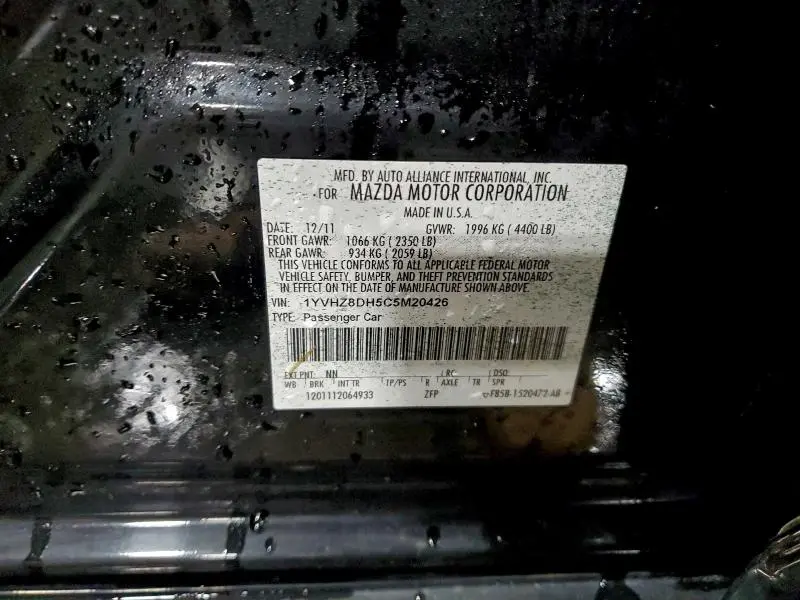 MFD. BY AUTO ALLIANCE INTERNATIONAL, INC.
FOR MAZDA MOTOR CORPORATION
MADE IN U.S.A.
DATE: 12/11 GVWR: 1996 KG ( 4400 LB)
FRONT GAWR: 1066 KG ( 2350 LB)
REAR GAWR: 934 KG ( 2059 LB)
THIS VEHICLE CONFORMS TO ALL APPLICABLE FEDERAL MOTOR
VEHICLE SAFETY, BUMPER, AND THEFT PREVENTION STANDARDS
IN EFFECT ON THE DATE OF MANUFACTURE SHOWN ABOVE.
VIN: 1YVHZ8DH5C5M20426
TYPE: Passenger Car
EXT PNT: NN RC: DSO:
WB BRK INT TR TP/PS R AXLE TR SPR
1201112064933 ZFP F85B-1520472-AB